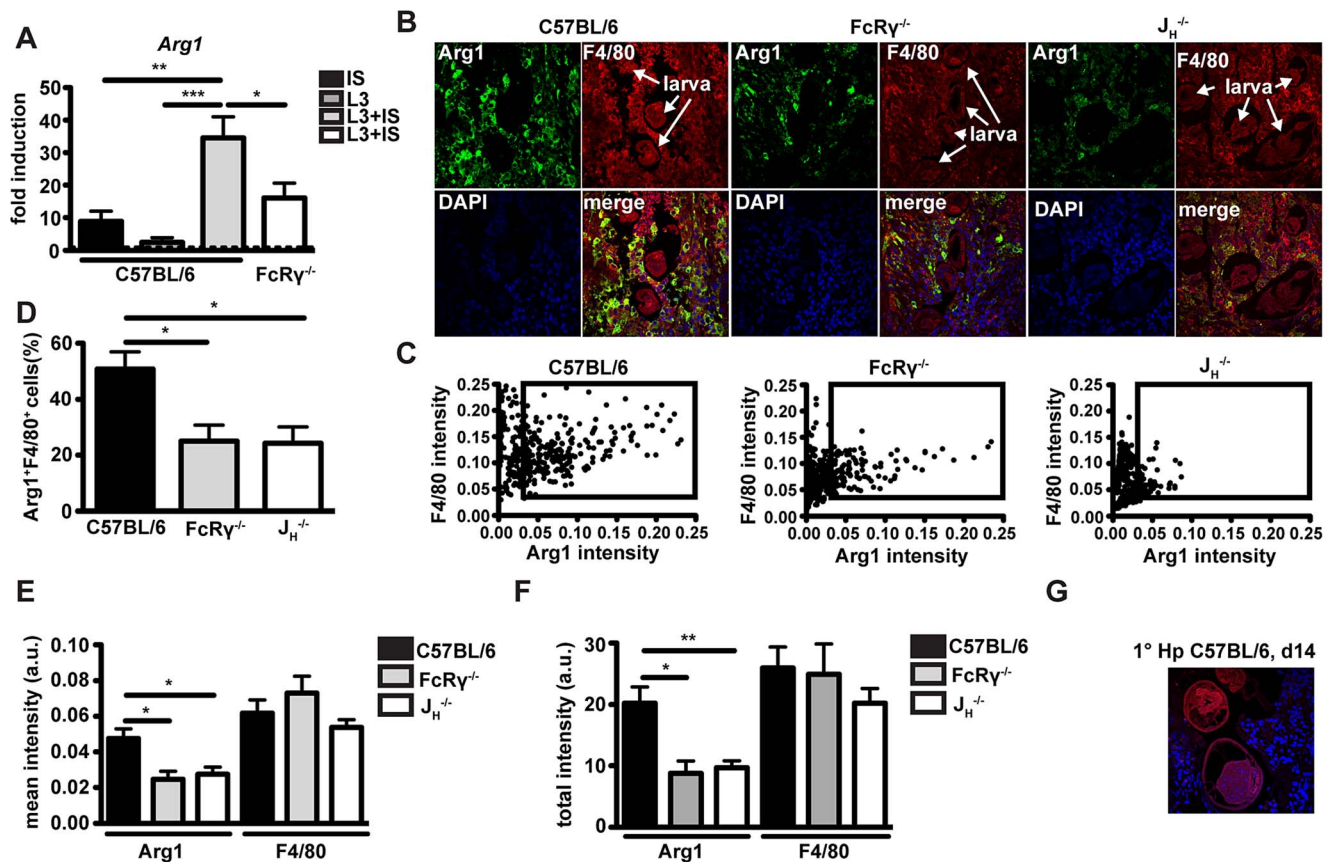 A
Arg1
** 
*** *
fold induction
50
40
30
20
10
0
IS
L3
L3+IS
L3+IS
C57BL/6 FcRγ-/-
B
C57BL/6 FcRγ-/- JH-/-
Arg1 F4/80 Arg1 F4/80 Arg1 F4/80
larva larva larva
DAPI merge DAPI merge DAPI merge
D
*
*
Arg1+F4/80+ cells(%)
60
40
20
0
C57BL/6 FcRγ-/- JH-/-
C
C57BL/6
F4/80 intensity
0.25
0.20
0.15
0.10
0.05
0.00
0.00 0.05 0.10 0.15 0.20 0.25
Arg1 intensity
FcRγ-/-
F4/80 intensity
0.25
0.20
0.15
0.10
0.05
0.00
0.00 0.05 0.10 0.15 0.20 0.25
Arg1 intensity
JH-/-
F4/80 intensity
0.25
0.20
0.15
0.10
0.05
0.00
0.00 0.05 0.10 0.15 0.20 0.25
Arg1 intensity
E
mean intensity (a.u.)
0.10
0.08
0.06
0.04
0.02
0.00
*
*
Arg1 F4/80
C57BL/6
FcRγ-/-
JH-/-
F
total intensity (a.u.)
30
20
10
0
**
*
Arg1 F4/80
C57BL/6
FcRγ-/-
JH-/-
G
1° Hp C57BL/6, d14